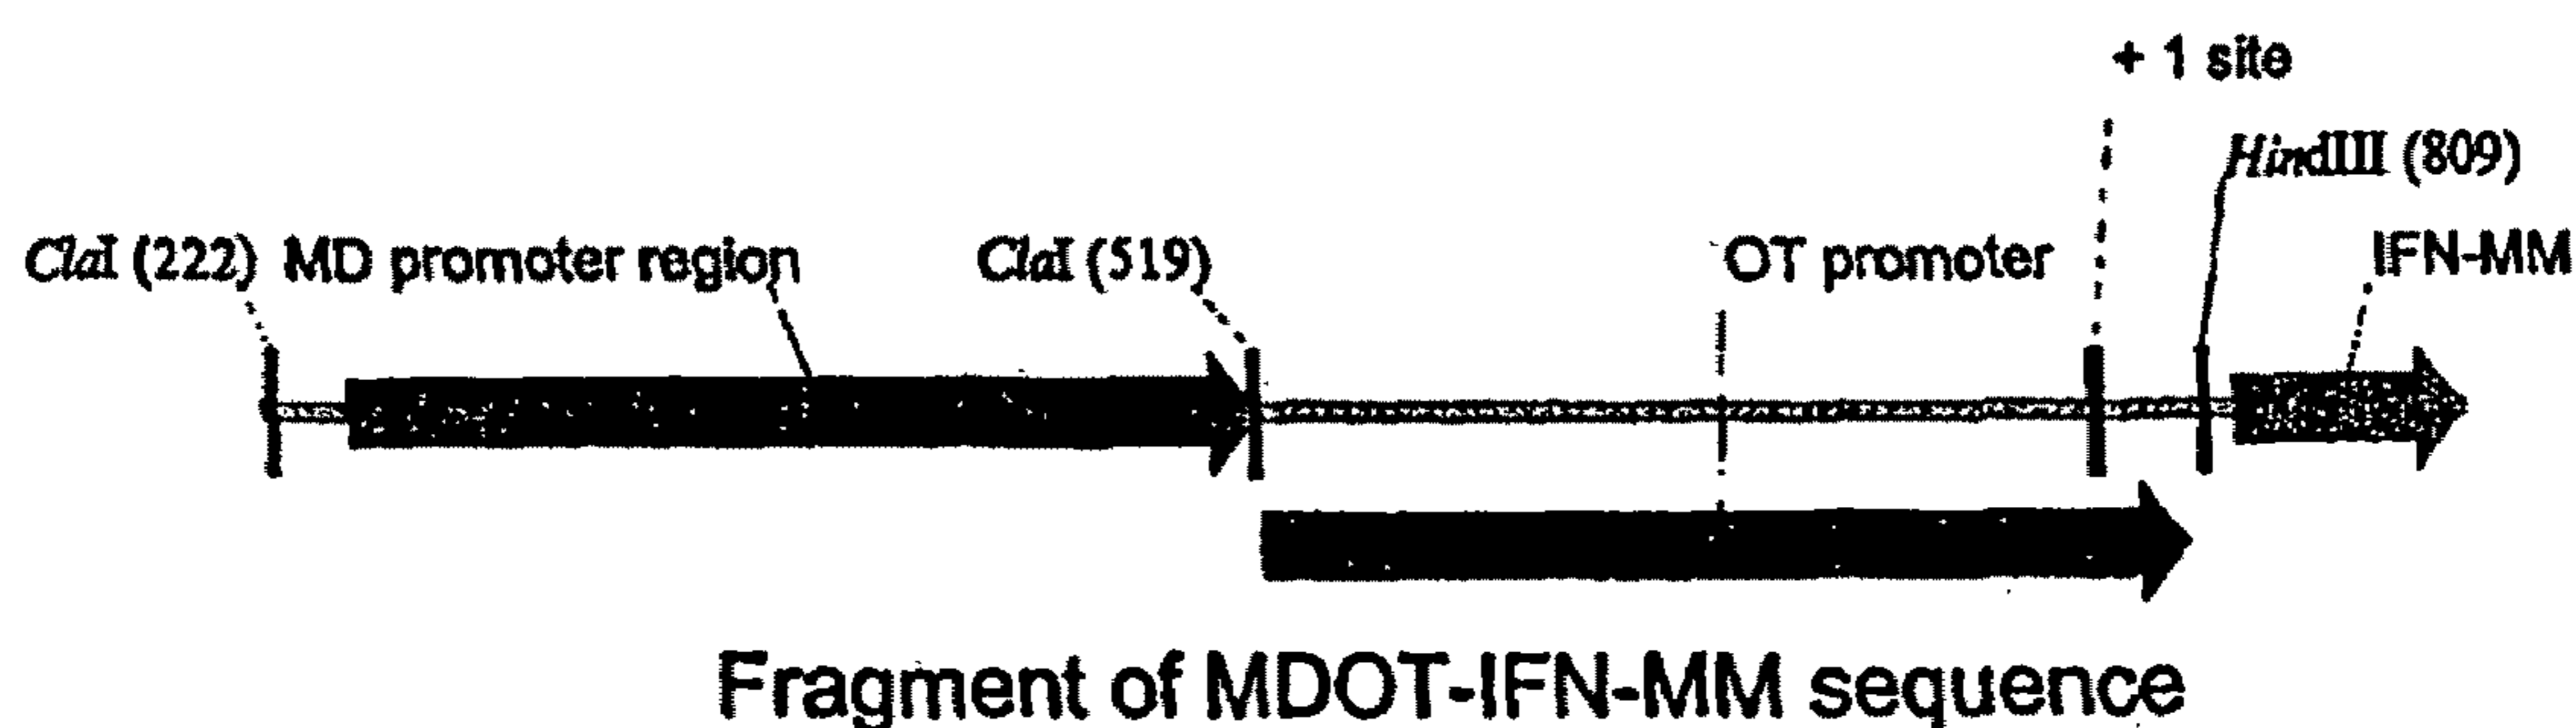 + 1 site
HindIII (809)
ClaI (222) MD promoter region ClaI (519) OT promoter IFN-MM
Fragment of MDOT-IFN-MM sequence